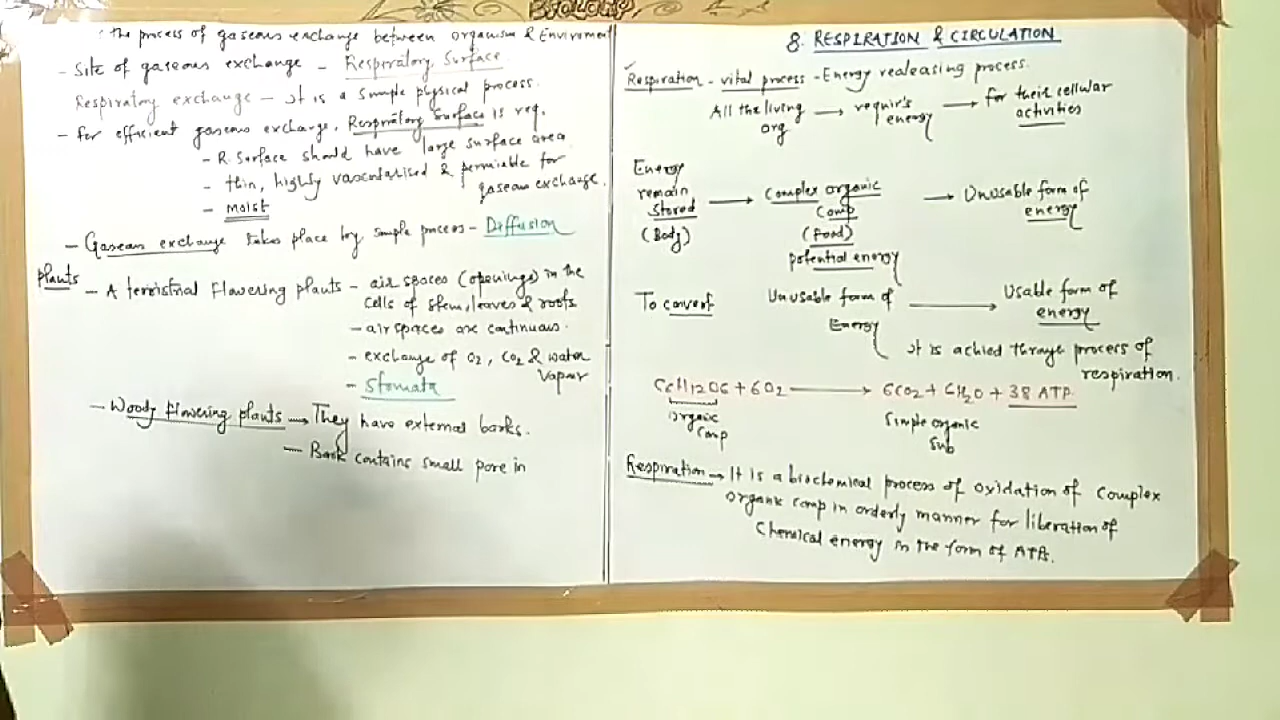 BIOLOGY
: the process of gaseous exchange between organism & Enviroment
- Site of gaseous exchange - Respiratory Surface
Respiratory exchange - It is a simple physical process.
- for efficient gaseous exchange, Respiratory surface is req.
- R. Surface should have large surface area
- thin, highly vascularised & permiable for
gaseous exchange.
- moist
- Gaseous exchange takes place by simple process - Diffusion
Plants
- A terristrial flowering plants - air spaces (openings) in the
cells of stem, leaves & roots
- air spaces are continuous.
- exchange of O2, CO2 & water
vapour
- Stomata
- Woody flowering plants → They have external barks.
- Bark contains small pore in
8. RESPIRATION & CIRCULATION
Respiration - vital process - Energy realeasing process.
All the living org → requir's energy → for their cellular activities
Energy remain stored (Body) → Complex organic comp (Food) potential energy → Unusable form of energy
To convert Unusable form of Energy → Usable form of energy
It is achied through process of
respiration.
C6H12O6 + 6O2 → 6CO2 + 6H2O + 38 ATP
organic comp
Simple organic sub
Respiration → It is a biochemical process of oxidation of complex
organic comp in orderly manner for liberation of
chemical energy in the form of ATPs.